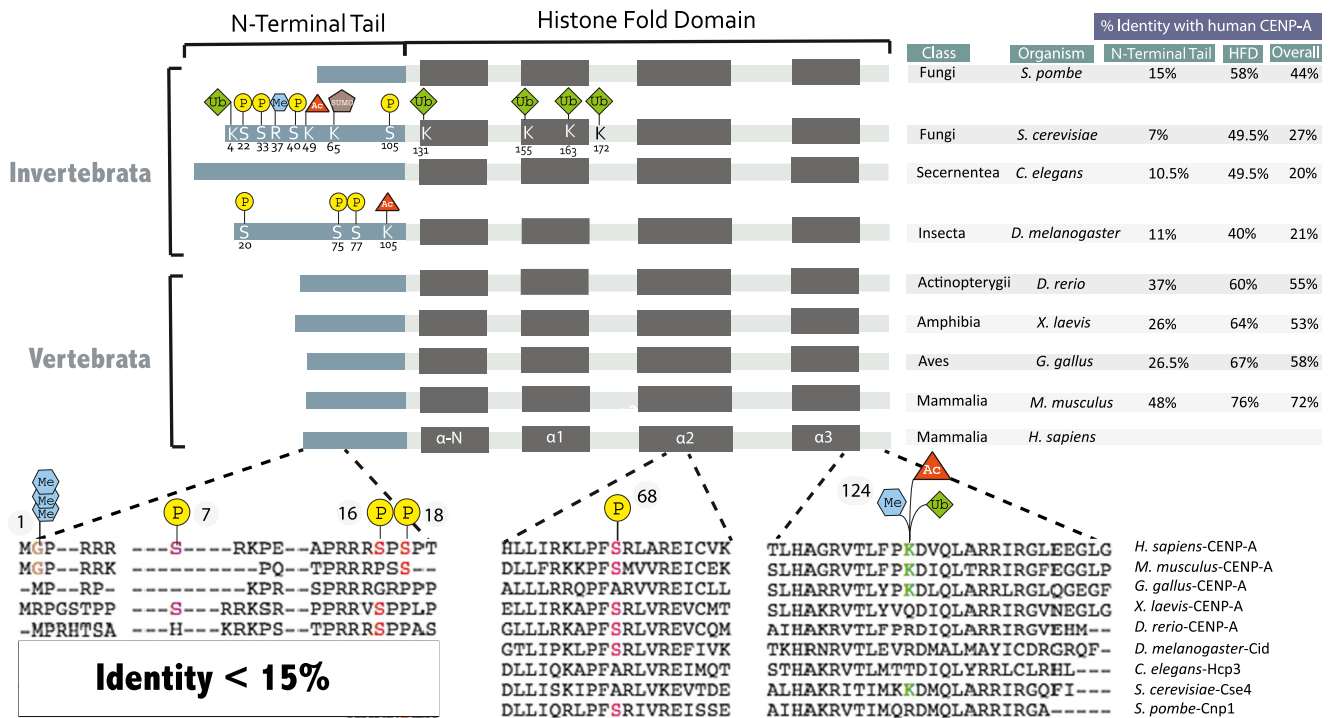 N-Terminal Tail Histone Fold Domain % Identity with human CENP-A
Class Organism N-Terminal Tail HFD Overall
Fungi S. pombe 15% 58% 44%
Ub P P Me P Ac SUMO P Ub Ub Ub Ub
K S S R S K K S K K K K
4 22 33 37 40 49 65 105 131 155 163 172
Fungi S. cerevisiae 7% 49.5% 27%
Invertebrata
Secernentea C. elegans 10.5% 49.5% 20%
P P P Ac
S S S K
20 75 77 105
Insecta D. melanogaster 11% 40% 21%
Actinopterygii D. rerio 37% 60% 55%
Amphibia X. laevis 26% 64% 53%
Vertebrata
Aves G. gallus 26.5% 67% 58%
Mammalia M. musculus 48% 76% 72%
α-N α1 α2 α3
Mammalia H. sapiens
Me Me Me P P P P Me Ac Ub
1 7 16 18 68 124
MGP--RRR ---S----RKPE--APRRRSPSPT HLLIRKLPFSRLAREICVK TLHAGRVTLFPKDVQLARRIRGLEEGLG H. sapiens-CENP-A
MGP--RRK ----------PQ--TPRRRPSS--- DLLFRKKPFSMVVREICEK SLHAGRVTLFPKDIQLTRRIRGFEGGLP M. musculus-CENP-A
-MP--RP- ---------KPR--SPRRRGRPPP ALLLRRQPFARVVREICEK TLHAGRVTLYPKDLQLARRLRGLQGEGF G. gallus-CENP-A
MRPGSTPP ---S---RRKSR--RPRRVSPPLP ELLIRKAPFSRLVREVCMT SLHAKRVTLYVQDIQLARRIRGVNEGLG X. laevis-CENP-A
-MPRHTSA ---H---KRKPS--TPRRRSPPAS GLLLRKAPFSRLVREVCQM AIHAKRVTLFPRDIQLARRIRGVEHM--- D. rerio-CENP-A
Identity < 15%
GMLIPKLPFSRLVREFIVK TKHRNRVTLEVRDMALITYICDRGRQF- D. melanogaster-Cid
DLLIQKAPFARLVREIMQT STHAKRVTLMTTDIQLYRRLCLRHL--- C. elegans-Hcp3
DLLISKIPFARLVKEVTDE ALHAKRITIMKKDMQLARRIRGQFI--- S. cerevisiae-Cse4
DLLIQRLPFSRIVREISSE AIHAKRVTIMQRDMQLARRIRGA----- S. pombe-Cnp1